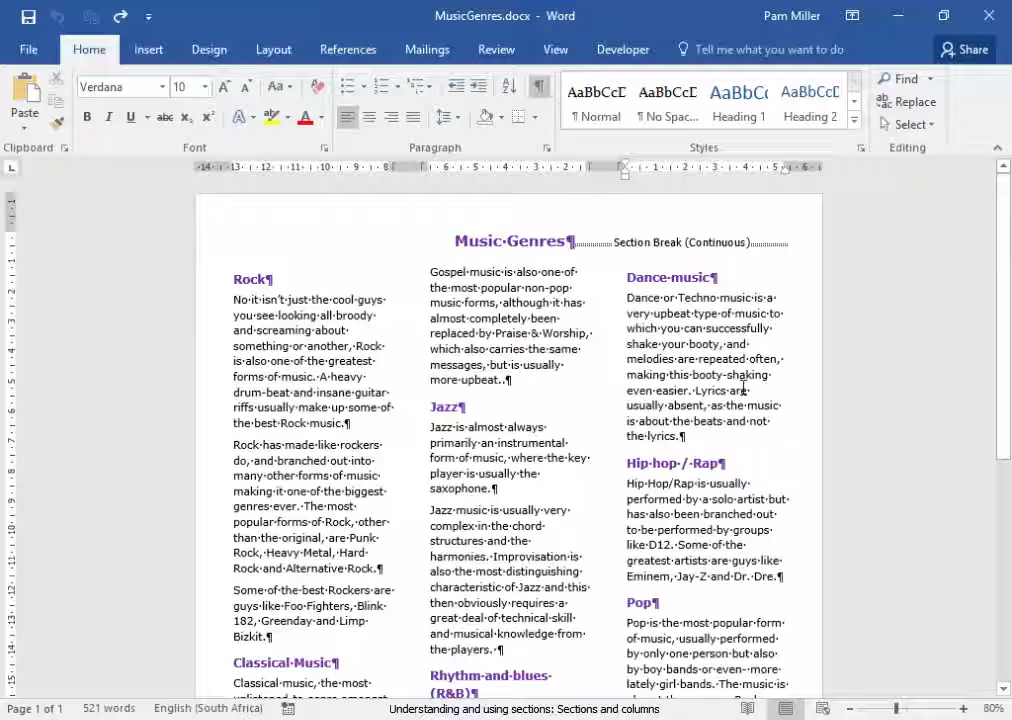 MusicGenres.docx - Word
Pam Miller
File Home Insert Design Layout References Mailings Review View Developer Tell me what you want to do Share
Paste
Clipboard
Verdana 10
Font
Paragraph
AaBbCcD AaBbCcD AaBbCc AaBbCcD
¶ Normal ¶ No Spac... Heading 1 Heading 2
Styles
Find
Replace
Select
Editing
Music·Genres¶ Section Break (Continuous)
Rock¶
No·it·isn't·just·the·cool·guys·
you·see·looking·all·broody·
and·screaming·about·
something·or·another,·Rock·
is·also·one·of·the·greatest·
forms·of·music.·A·heavy·
drum-beat·and·insane·guitar·
riffs·usually·make·up·some·of·
the·best·Rock·music.¶
Rock·has·made·like·rockers·
do,·and·branched·out·into·
many·other·forms·of·music·
making·it·one·of·the·biggest·
genres·ever.·The·most·
popular·forms·of·Rock,·other·
than·the·original,·are·Punk·
Rock,·Heavy·Metal,·Hard·
Rock·and·Alternative·Rock.¶
Some·of·the·best·Rockers·are·
guys·like·Foo·Fighters,·Blink·
182,·Greenday·and·Limp·
Bizkit.¶
Classical·Music¶
Classical·music,·the·most·
Gospel·music·is·also·one·of·
the·most·popular·non-pop·
music·forms,·although·it·has·
almost·completely·been·
replaced·by·Praise·&·Worship,·
which·also·carries·the·same·
messages,·but·is·usually·
more·upbeat..¶
Jazz¶
Jazz·is·almost·always·
primarily·an·instrumental·
form·of·music,·where·the·key·
player·is·usually·the·
saxophone.¶
Jazz·music·is·usually·very·
complex·in·the·chord·
structures·and·the·
harmonies.·Improvisation·is·
also·the·most·distinguishing·
characteristic·of·Jazz·and·this·
then·obviously·requires·a·
great·deal·of·technical·skill·
and·musical·knowledge·from·
the·players.·¶
Rhythm·and·blues·
(R&B)¶
Dance·music¶
Dance·or·Techno·music·is·a·
very·upbeat·type·of·music·to·
which·you·can·successfully·
shake·your·booty,·and·
melodies·are·repeated·often,·
making·this·booty-shaking·
even·easier.·Lyrics·are·
usually·absent,·as·the·music·
is·about·the·beats·and·not·
the·lyrics.¶
Hip·hop·/·Rap¶
Hip·Hop/Rap·is·usually·
performed·by·a·solo·artist·but·
has·also·been·branched·out·
to·be·performed·by·groups·
like·D12.·Some·of·the·
greatest·artists·are·guys·like·
Eminem,·Jay-Z·and·Dr.·Dre.¶
Pop¶
Pop·is·the·most·popular·form·
of·music,·usually·performed·
by·only·one·person·but·also·
by·boy·bands·or·even--more·
lately·girl·bands.·The·music·is·
Page 1 of 1 521 words English (South Africa) Understanding and using sections: Sections and columns 80%